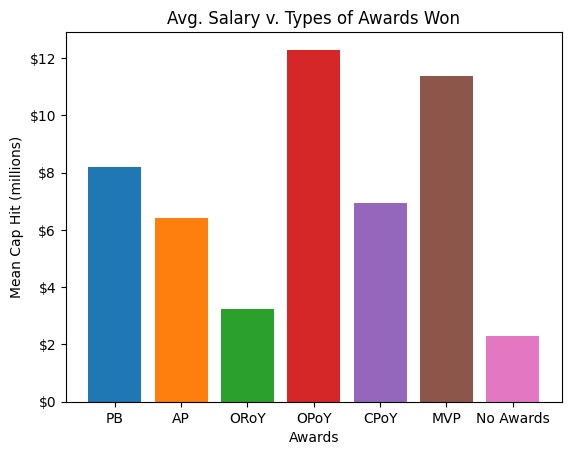 Avg. Salary v. Types of Awards Won
Mean Cap Hit (millions)
$12
$10
$8
$6
$4
$2
$0
PB AP ORoY OPoY CPoY MVP No Awards
Awards